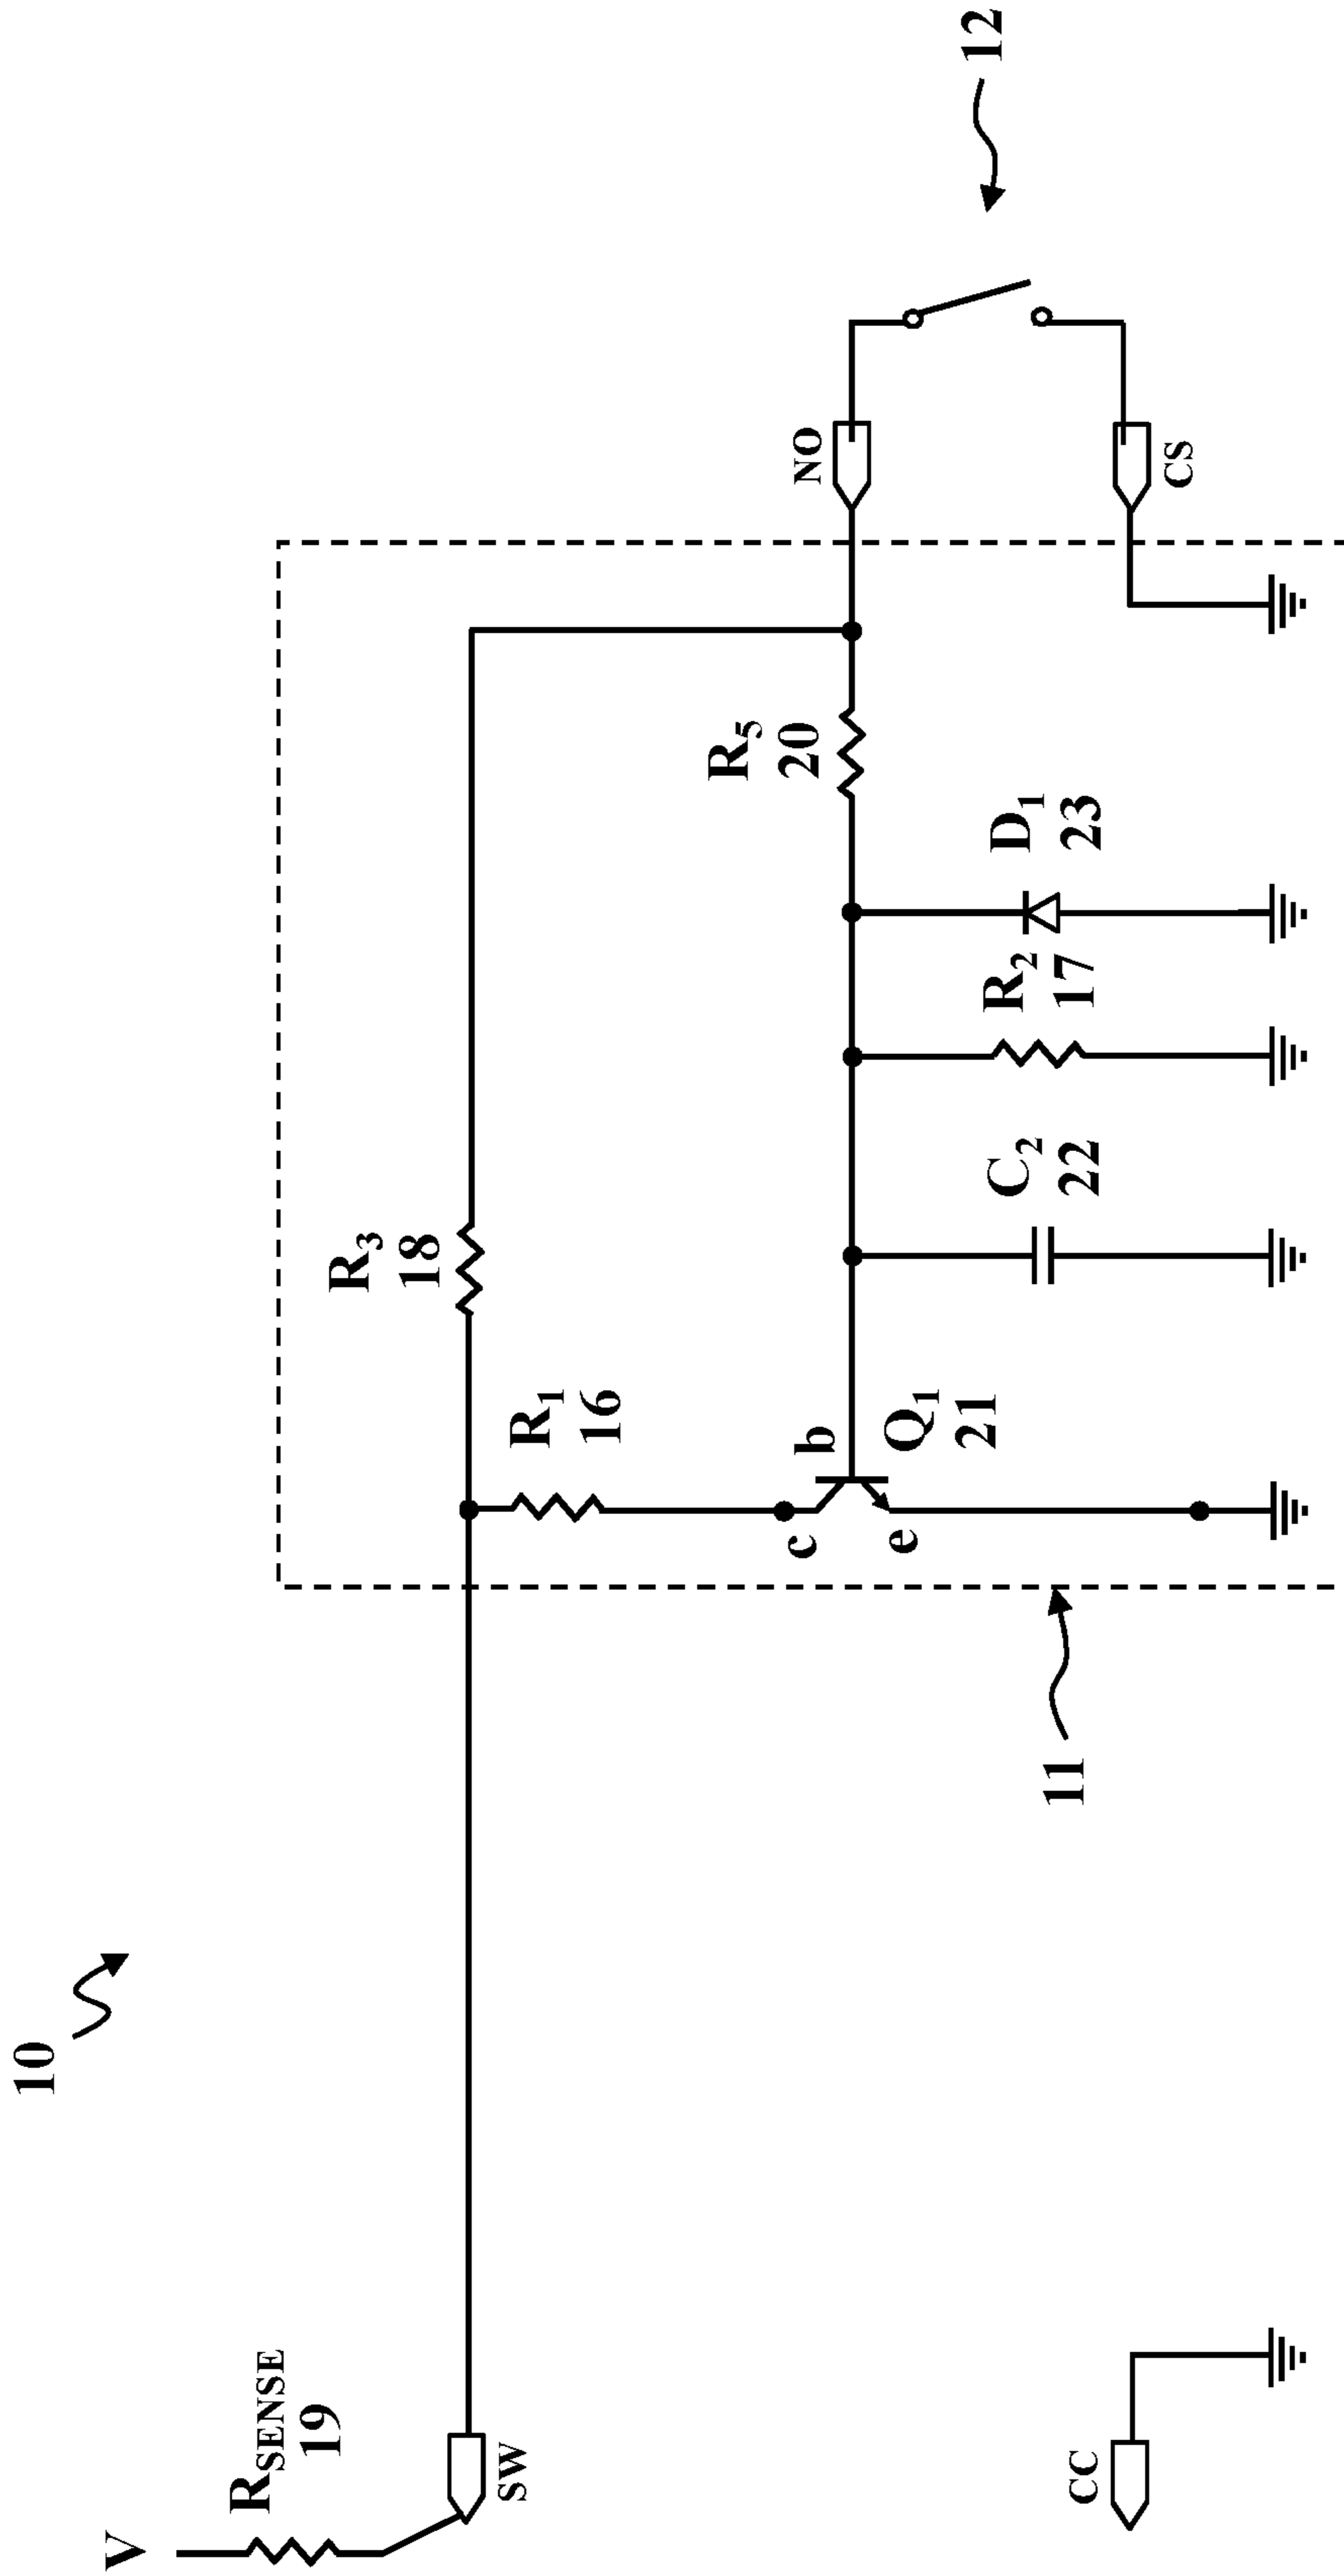 10
V
R_SENSE
19
SW
CC
11
R₃
18
R₁
16
c
b
e
Q₁
21
C₂
22
R₂
17
D₁
23
R₅
20
NO
CS
12